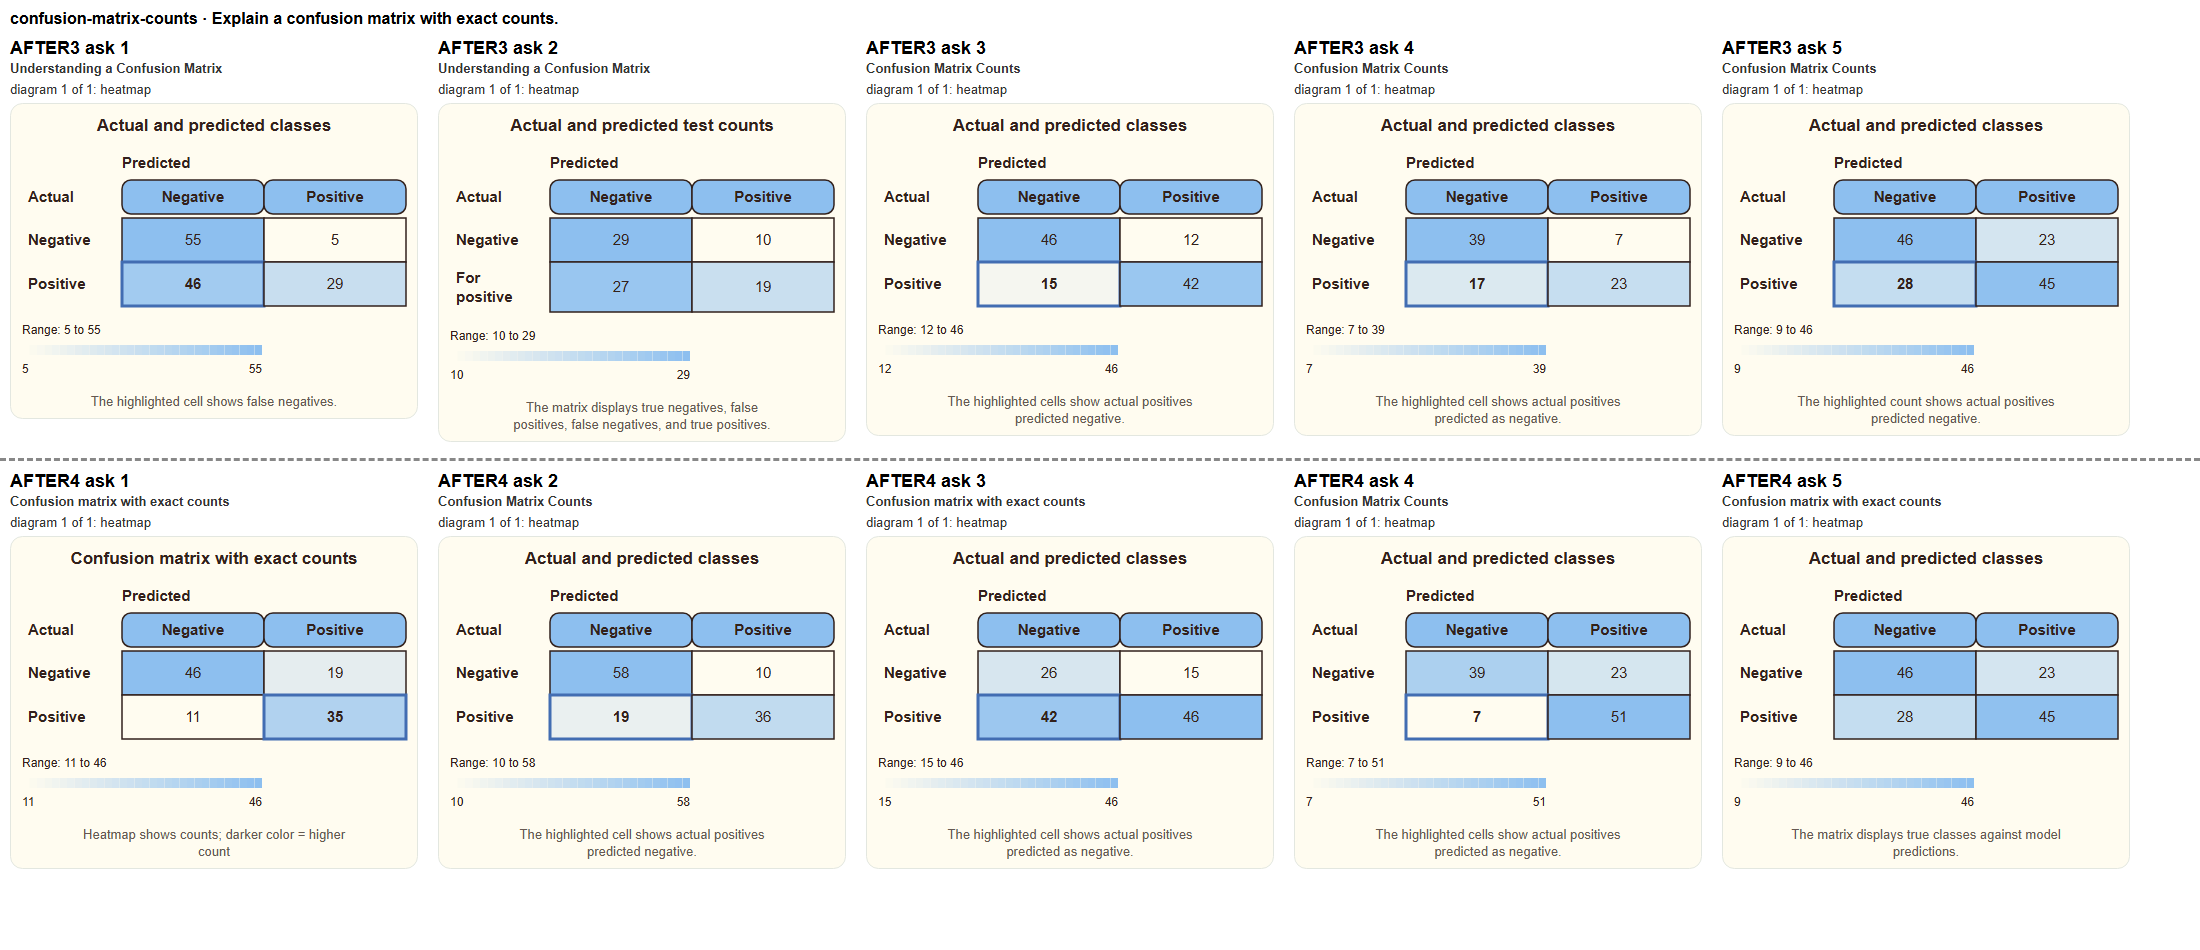 confusion-matrix-counts · Explain a confusion matrix with exact counts.
AFTER3 ask 1
Understanding a Confusion Matrix
diagram 1 of 1: heatmap
Actual and predicted classes
Predicted
Actual Negative Positive
Negative 55 5
Positive 46 29
Range: 5 to 55
5 55
The highlighted cell shows false negatives.
AFTER3 ask 2
Understanding a Confusion Matrix
diagram 1 of 1: heatmap
Actual and predicted test counts
Predicted
Actual Negative Positive
Negative 29 10
For
positive 27 19
Range: 10 to 29
10 29
The matrix displays true negatives, false
positives, false negatives, and true positives.
AFTER3 ask 3
Confusion Matrix Counts
diagram 1 of 1: heatmap
Actual and predicted classes
Predicted
Actual Negative Positive
Negative 46 12
Positive 15 42
Range: 12 to 46
12 46
The highlighted cells show actual positives
predicted negative.
AFTER3 ask 4
Confusion Matrix Counts
diagram 1 of 1: heatmap
Actual and predicted classes
Predicted
Actual Negative Positive
Negative 39 7
Positive 17 23
Range: 7 to 39
7 39
The highlighted cell shows actual positives
predicted as negative.
AFTER3 ask 5
Confusion Matrix Counts
diagram 1 of 1: heatmap
Actual and predicted classes
Predicted
Actual Negative Positive
Negative 46 23
Positive 28 45
Range: 9 to 46
9 46
The highlighted count shows actual positives
predicted negative.
AFTER4 ask 1
Confusion matrix with exact counts
diagram 1 of 1: heatmap
Confusion matrix with exact counts
Predicted
Actual Negative Positive
Negative 46 19
Positive 11 35
Range: 11 to 46
11 46
Heatmap shows counts; darker color = higher
count
AFTER4 ask 2
Confusion Matrix Counts
diagram 1 of 1: heatmap
Actual and predicted classes
Predicted
Actual Negative Positive
Negative 58 10
Positive 19 36
Range: 10 to 58
10 58
The highlighted cell shows actual positives
predicted negative.
AFTER4 ask 3
Confusion matrix with exact counts
diagram 1 of 1: heatmap
Actual and predicted classes
Predicted
Actual Negative Positive
Negative 26 15
Positive 42 46
Range: 15 to 46
15 46
The highlighted cell shows actual positives
predicted as negative.
AFTER4 ask 4
Confusion Matrix Counts
diagram 1 of 1: heatmap
Actual and predicted classes
Predicted
Actual Negative Positive
Negative 39 23
Positive 7 51
Range: 7 to 51
7 51
The highlighted cells show actual positives
predicted as negative.
AFTER4 ask 5
Confusion matrix with exact counts
diagram 1 of 1: heatmap
Actual and predicted classes
Predicted
Actual Negative Positive
Negative 46 23
Positive 28 45
Range: 9 to 46
9 46
The matrix displays true classes against model
predictions.